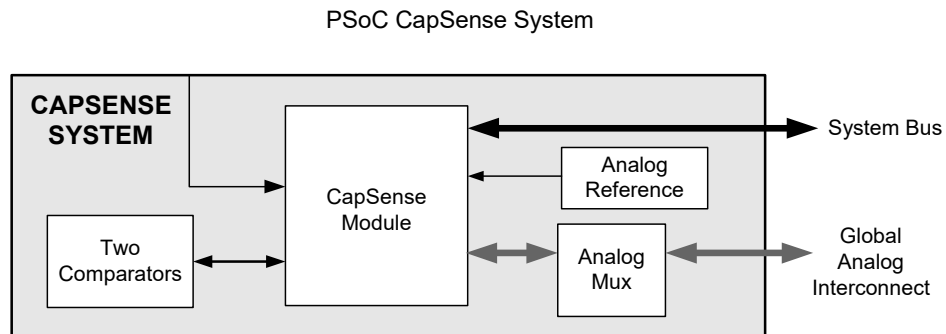 PSoC CapSense System
CAPSENSE
SYSTEM
CapSense
Module
System Bus
Analog
Reference
Two
Comparators
Analog
Mux
Global
Analog
Interconnect